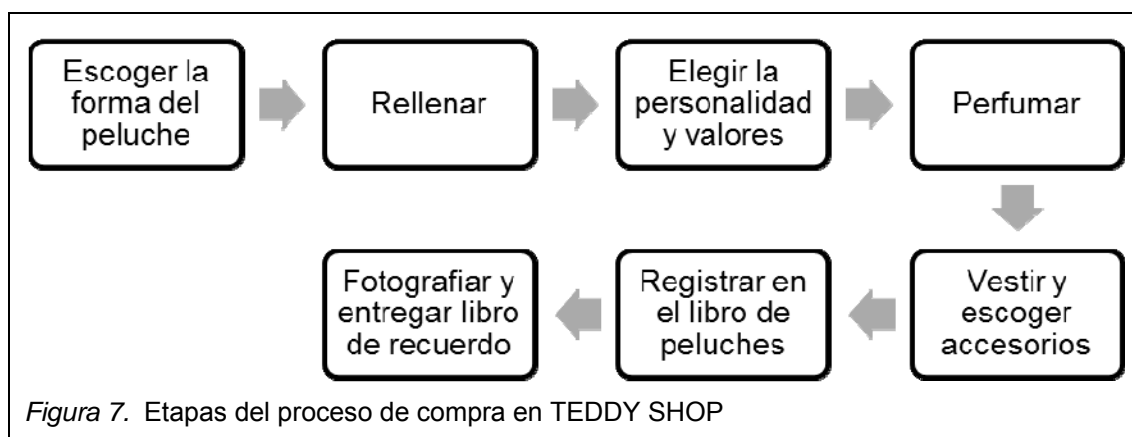 Escoger la
forma del
peluche
Rellenar
Elegir la
personalidad
y valores
Perfumar
Vestir y
escoger
accesorios
Registrar en
el libro de
peluches
Fotografiar y
entregar libro
de recuerdo
Figura 7. Etapas del proceso de compra en TEDDY SHOP